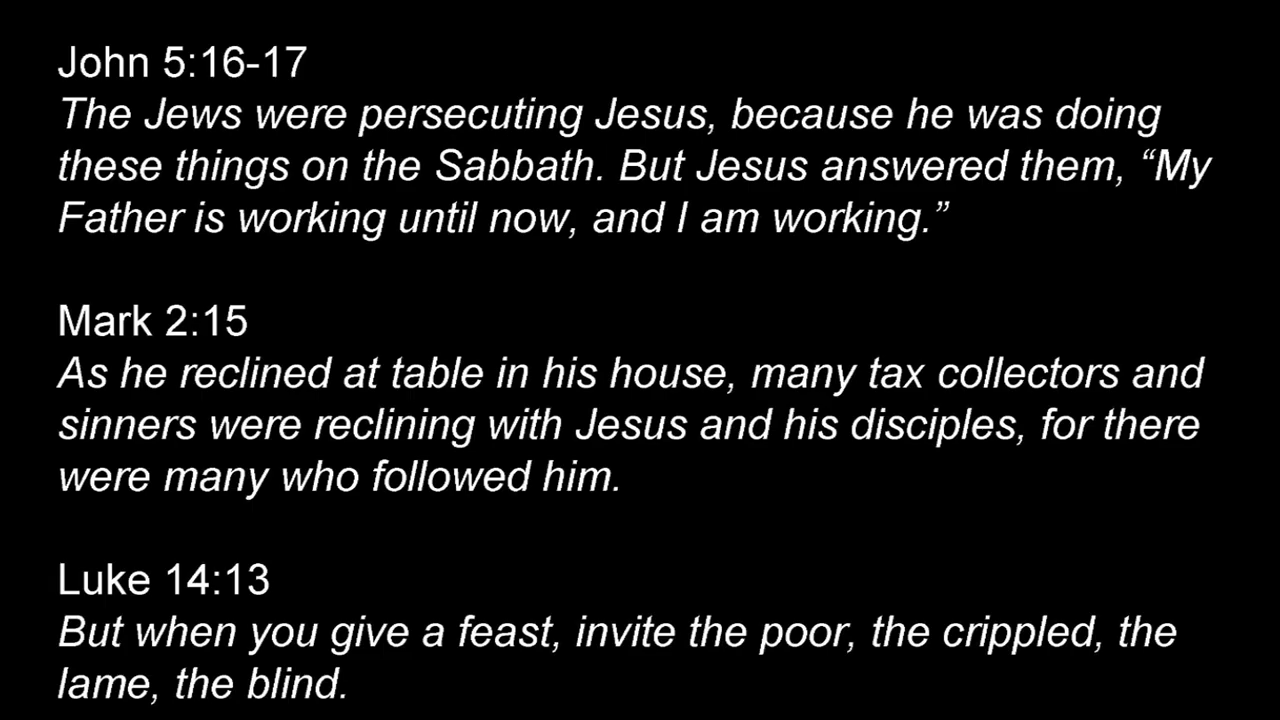 John 5:16-17
The Jews were persecuting Jesus, because he was doing
these things on the Sabbath. But Jesus answered them, “My
Father is working until now, and I am working.”
Mark 2:15
As he reclined at table in his house, many tax collectors and
sinners were reclining with Jesus and his disciples, for there
were many who followed him.
Luke 14:13
But when you give a feast, invite the poor, the crippled, the
lame, the blind.